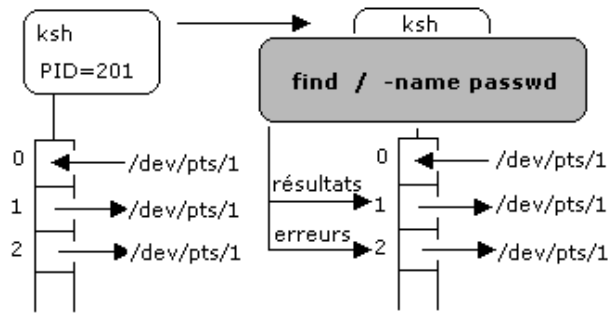 ksh
PID=201
0
/dev/pts/1
1
/dev/pts/1
2
/dev/pts/1
ksh
find / -name passwd
résultats
erreurs
0
/dev/pts/1
1
/dev/pts/1
2
/dev/pts/1